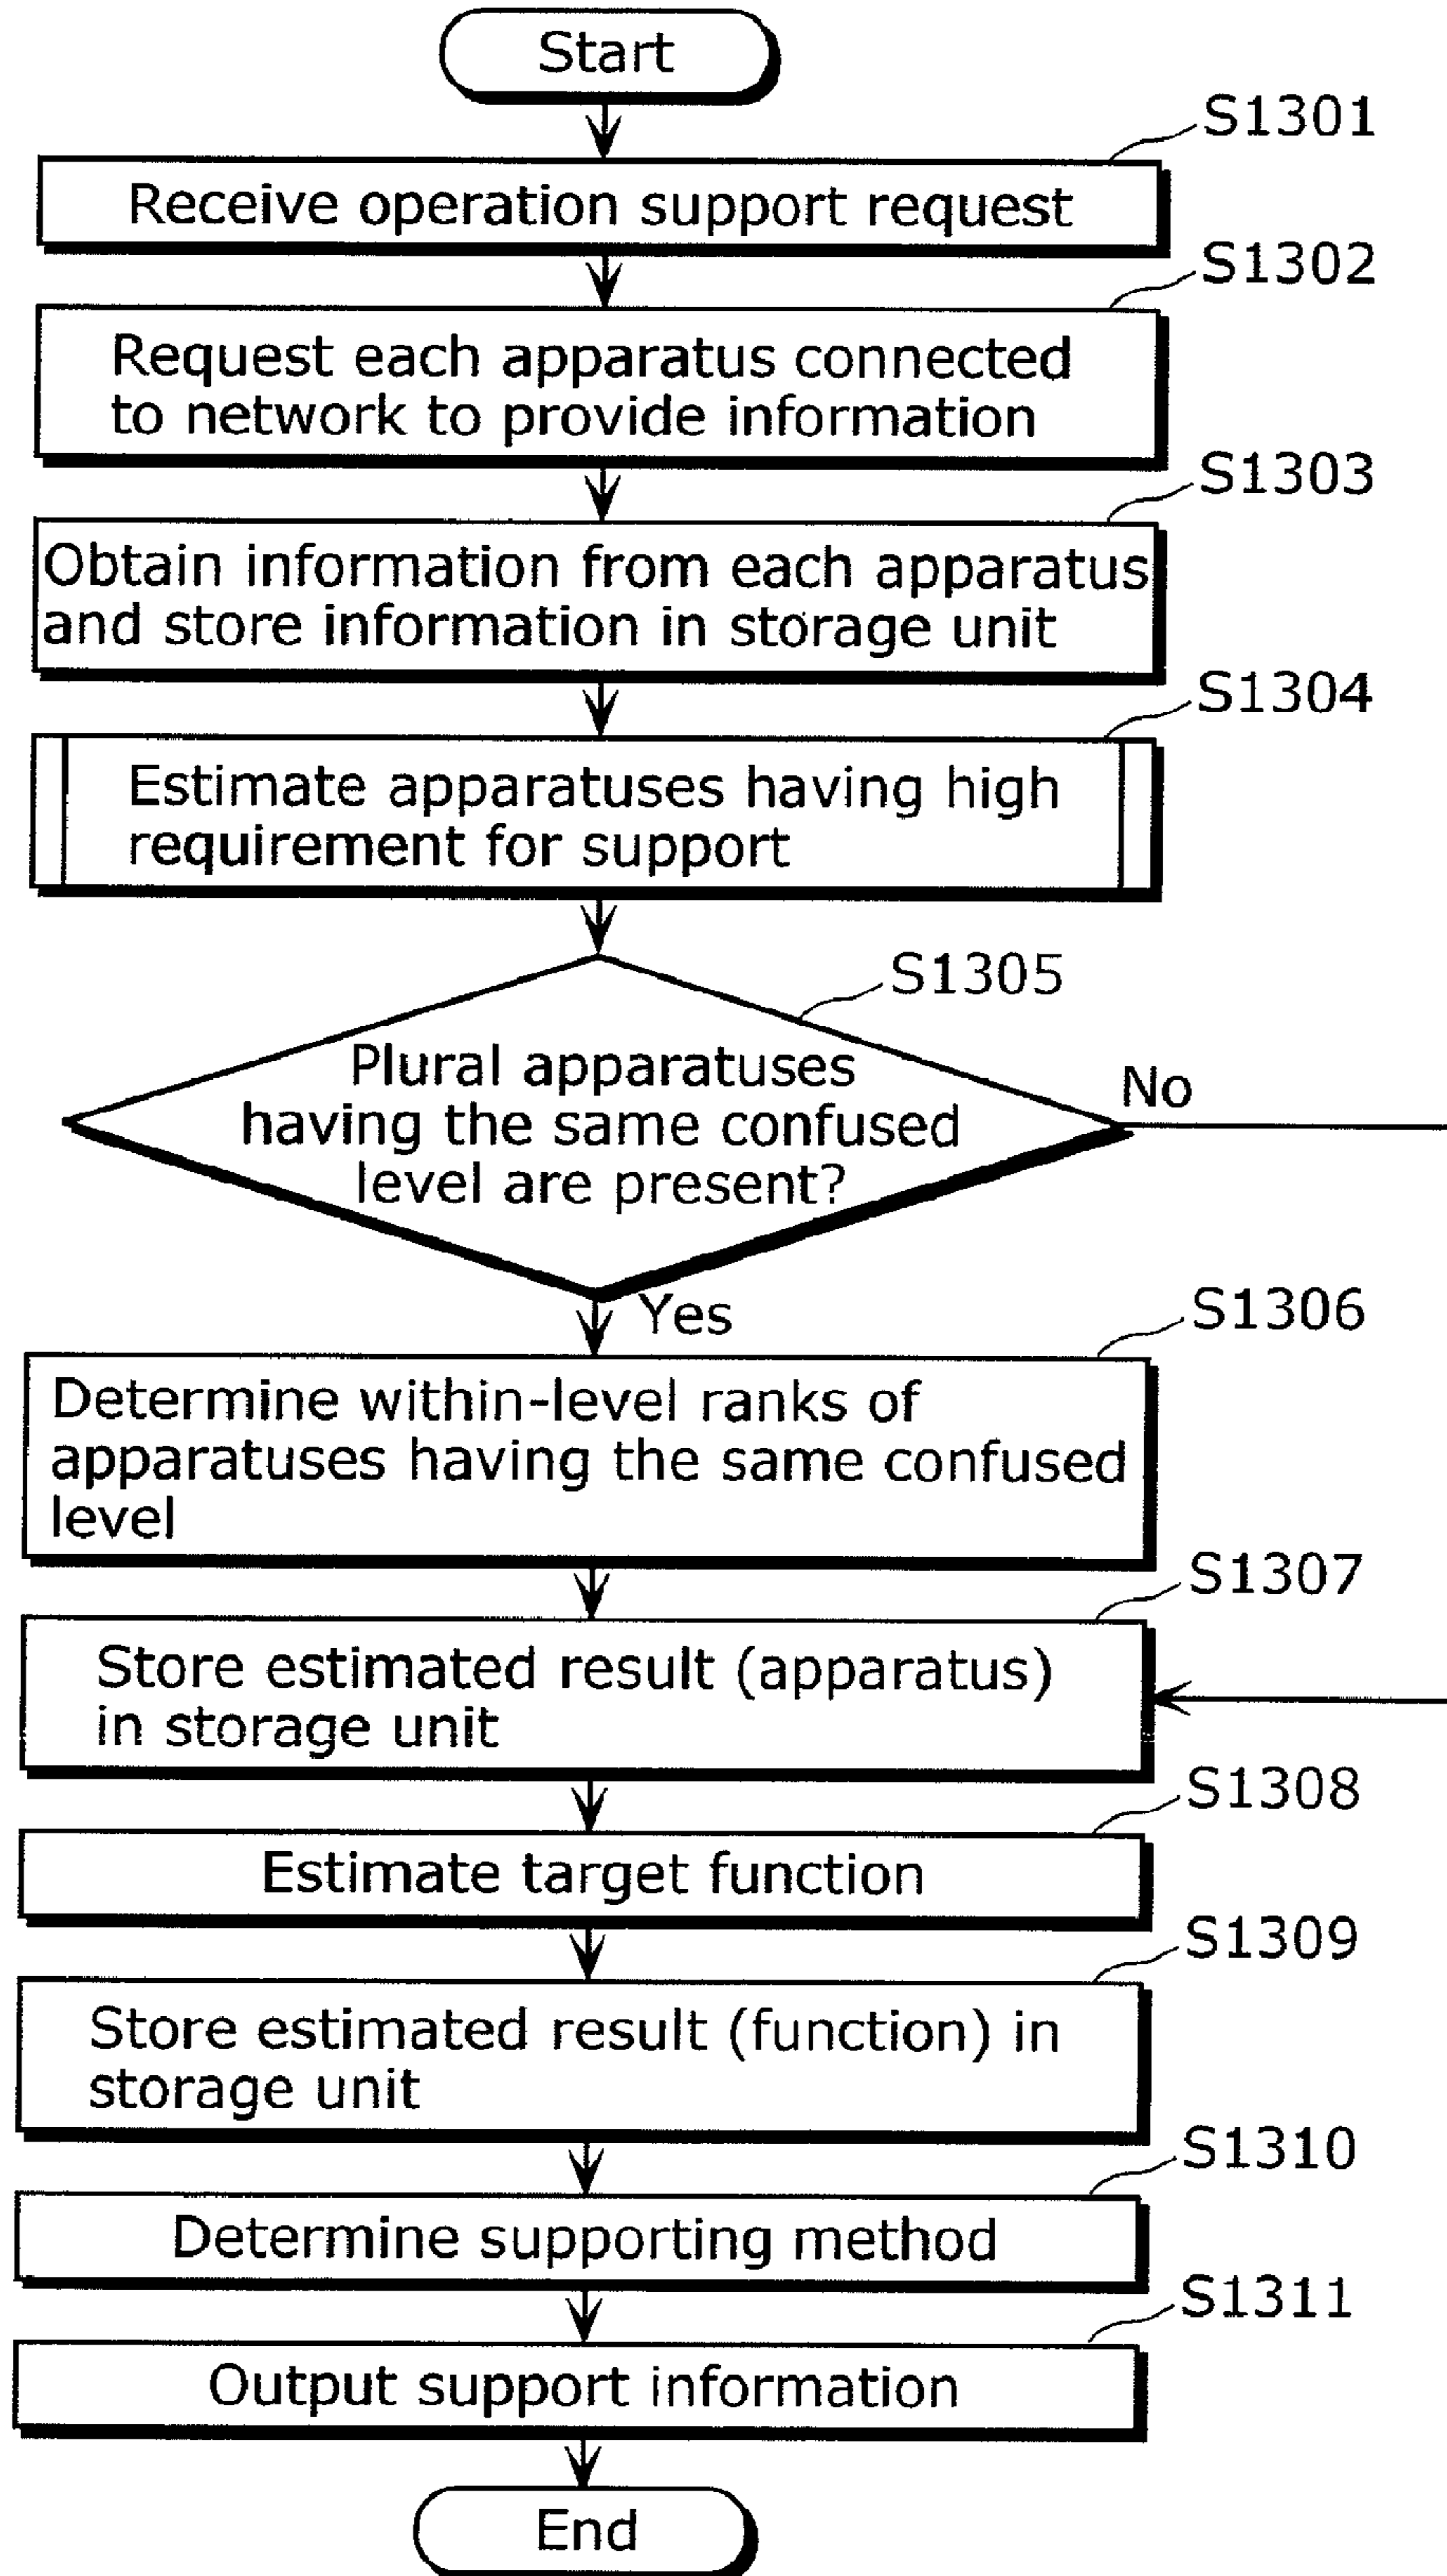 Start
S1301
Receive operation support request
S1302
Request each apparatus connected
to network to provide information
S1303
Obtain information from each apparatus
and store information in storage unit
S1304
Estimate apparatuses having high
requirement for support
S1305
Plural apparatuses
having the same confused
level are present?
No
Yes
S1306
Determine within-level ranks of
apparatuses having the same confused
level
S1307
Store estimated result (apparatus)
in storage unit
S1308
Estimate target function
S1309
Store estimated result (function) in
storage unit
S1310
Determine supporting method
S1311
Output support information
End